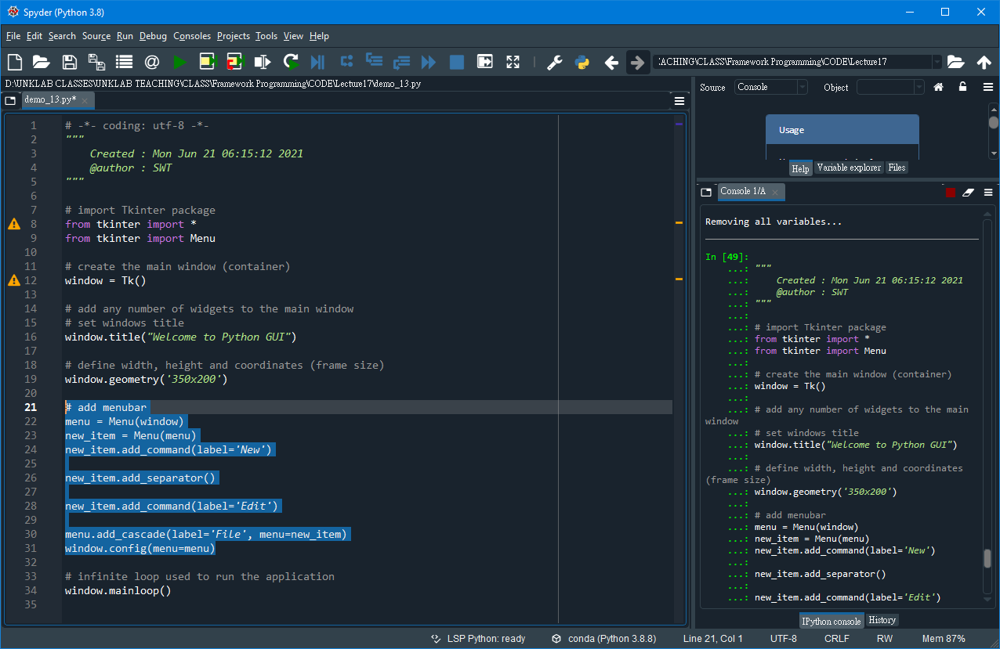 Spyder (Python 3.8)
File Edit Search Source Run Debug Consoles Projects Tools View Help
:ACHING\CLASS\Framework Programming\CODE\Lecture17
D:\UNKLAB CLASSES\UNKLAB TEACHING\CLASS\Framework Programming\CODE\Lecture17\demo_13.py
demo_13.py*
1 # -*- coding: utf-8 -*-
2 """
3 Created : Mon Jun 21 06:15:12 2021
4 @author : SWT
5 """
6
7 # import Tkinter package
8 from tkinter import *
9 from tkinter import Menu
10
11 # create the main window (container)
12 window = Tk()
13
14 # add any number of widgets to the main window
15 # set windows title
16 window.title("Welcome to Python GUI")
17
18 # define width, height and coordinates (frame size)
19 window.geometry('350x200')
20
21 # add menubar
22 menu = Menu(window)
23 new_item = Menu(menu)
24 new_item.add_command(label='New')
25
26 new_item.add_separator()
27
28 new_item.add_command(label='Edit')
29
30 menu.add_cascade(label='File', menu=new_item)
31 window.config(menu=menu)
32
33 # infinite loop used to run the application
34 window.mainloop()
35
Source Console Object
Usage
Help Variable explorer Files
Console 1/A
Removing all variables...
In [49]:
...: """
...: Created : Mon Jun 21 06:15:12 2021
...: @author : SWT
...: """
...:
...: # import Tkinter package
...: from tkinter import *
...: from tkinter import Menu
...:
...: # create the main window (container)
...: window = Tk()
...:
...: # add any number of widgets to the main
window
...: # set windows title
...: window.title("Welcome to Python GUI")
...:
...: # define width, height and coordinates
(frame size)
...: window.geometry('350x200')
...:
...: # add menubar
...: menu = Menu(window)
...: new_item = Menu(menu)
...: new_item.add_command(label='New')
...:
...: new_item.add_separator()
...:
...: new_item.add_command(label='Edit')
IPython console History
LSP Python: ready conda (Python 3.8.8) Line 21, Col 1 UTF-8 CRLF RW Mem 87%